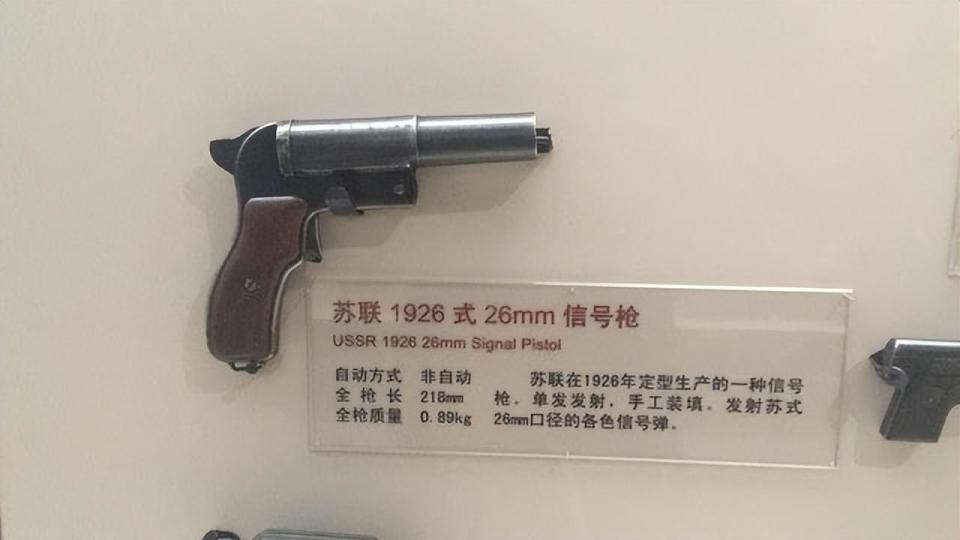 苏联 1926 式 26mm 信号枪
USSR 1926 26mm Signal Pistol
自动方式 非自动
全枪长 218mm
全枪质量 0.89kg
苏联在1926年定型生产的一种信号
枪。单发发射，手工装填。发射苏式
26mm口径的各色信号弹。